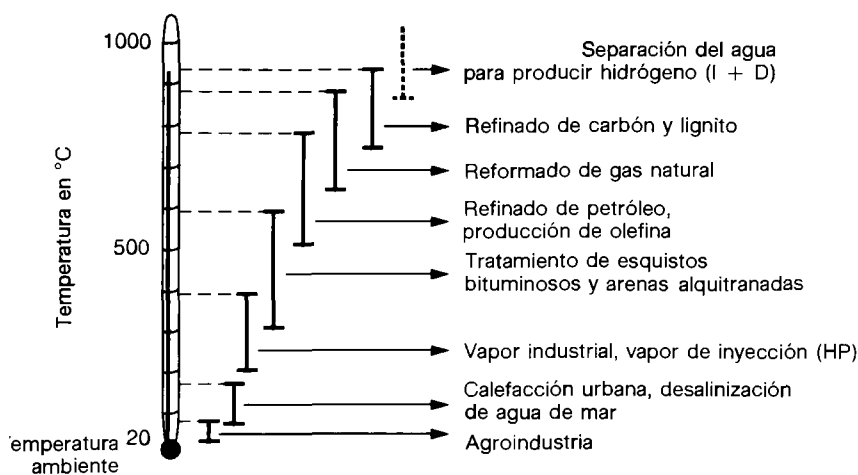 Temperatura en °C
1000
500
20
emperatura
ambiente
Separación del agua
para producir hidrógeno (I + D)
Refinado de carbón y lignito
Reformado de gas natural
Refinado de petróleo,
producción de olefina
Tratamiento de esquistos
bituminosos y arenas alquitranadas
Vapor industrial, vapor de inyección (HP)
Calefacción urbana, desalinización
de agua de mar
Agroindustria